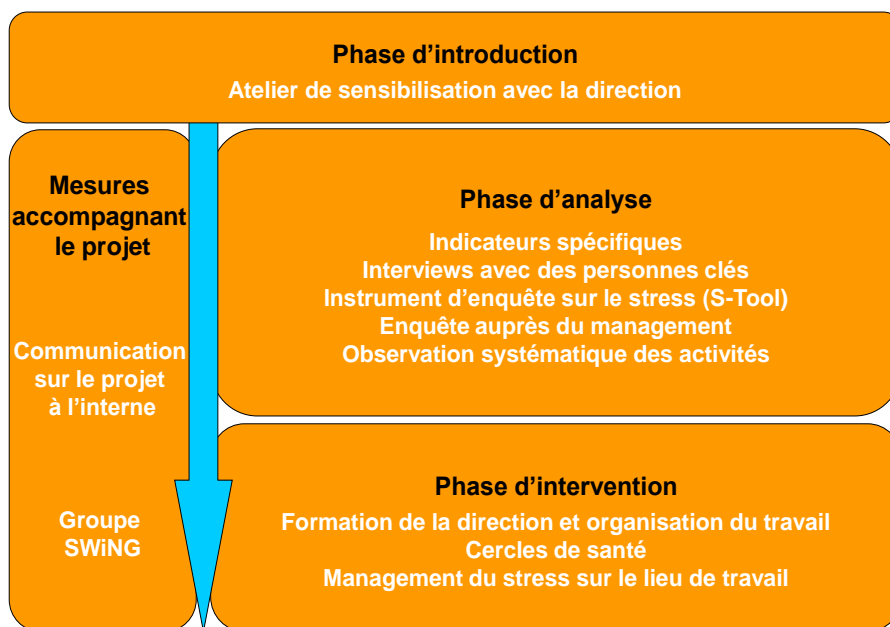 Phase d’introduction
Atelier de sensibilisation avec la direction
Mesures
accompagnant
le projet
Communication
sur le projet
à l’interne
Groupe
SWiNG
Phase d’analyse
Indicateurs spécifiques
Interviews avec des personnes clés
Instrument d’enquête sur le stress (S-Tool)
Enquête auprès du management
Observation systématique des activités
Phase d’intervention
Formation de la direction et organisation du travail
Cercles de santé
Management du stress sur le lieu de travail